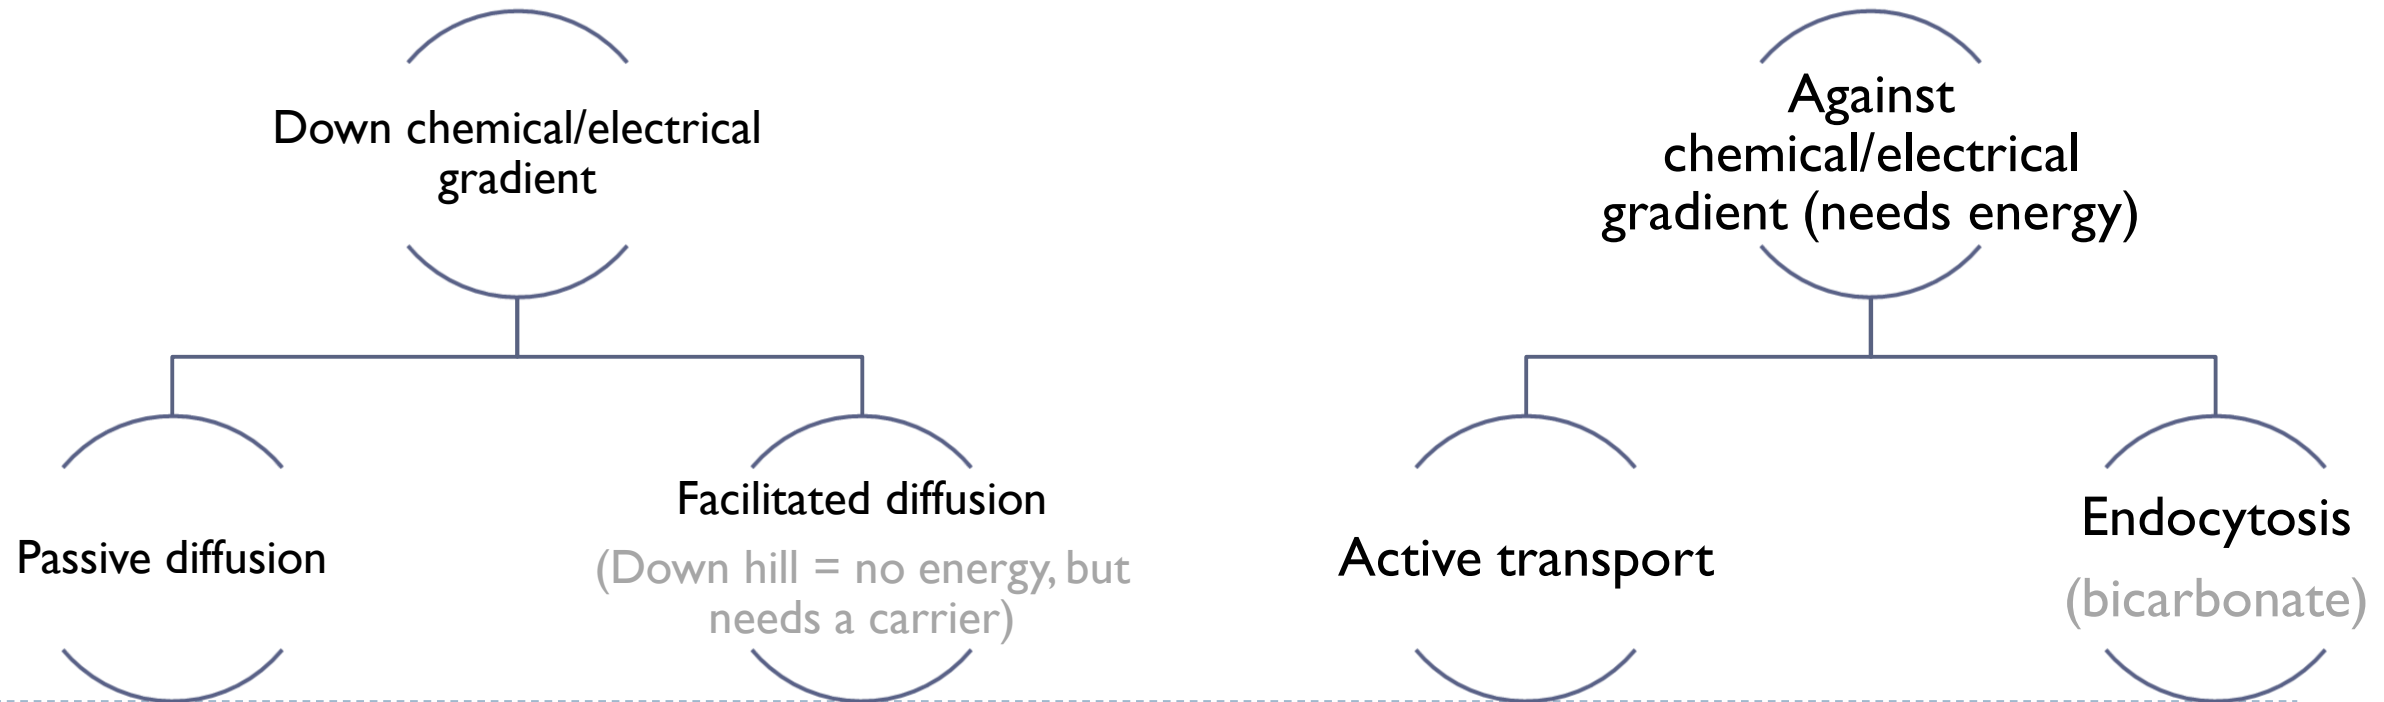 Down chemical/electrical
gradient
Against
chemical/electrical
gradient (needs energy)
Passive diffusion
Facilitated diffusion
(Down hill = no energy, but
needs a carrier)
Active transport
Endocytosis
(bicarbonate)